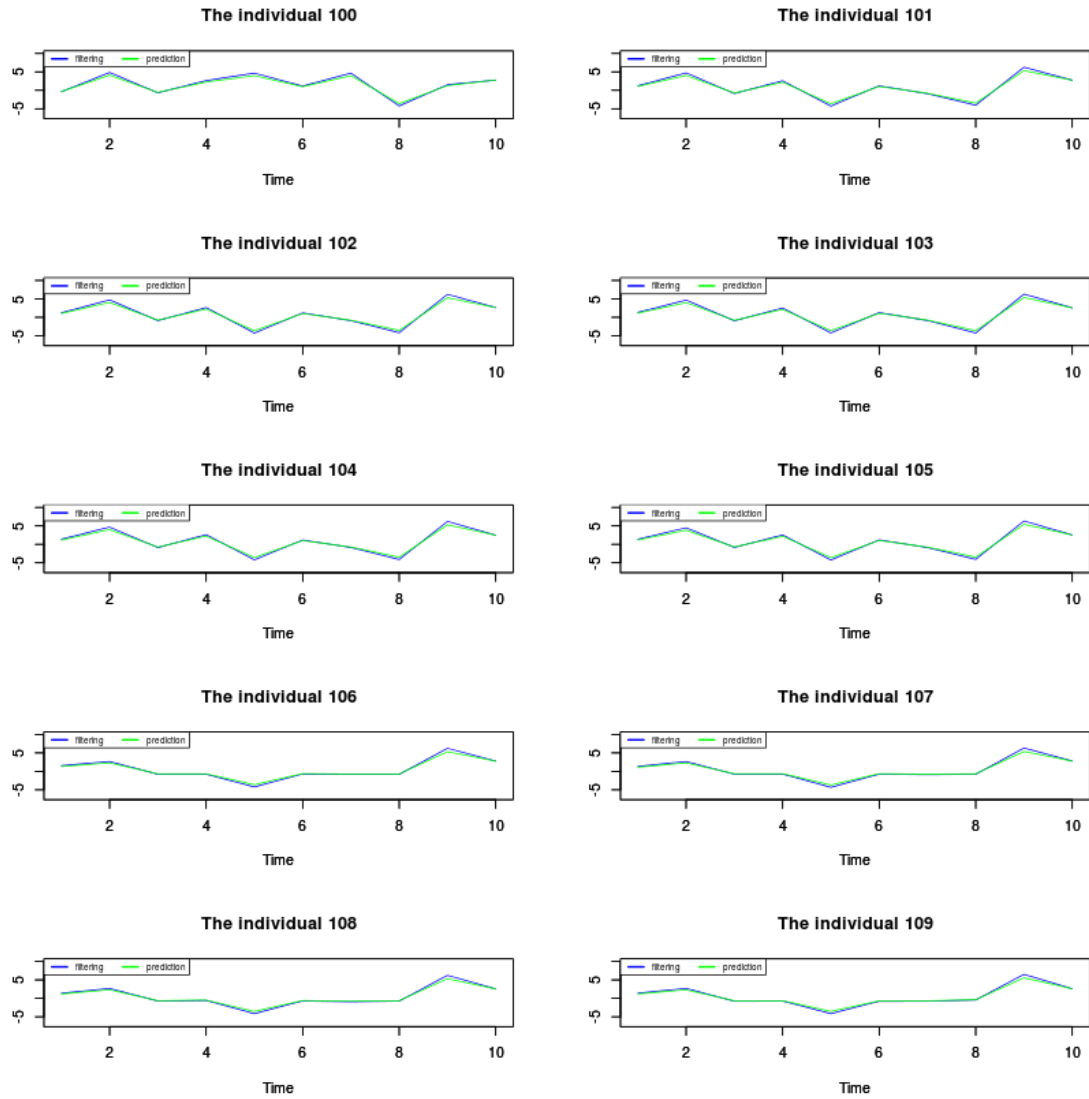 The individual 100
filtering prediction
5
-5
2 4 6 8 10
Time
The individual 101
filtering prediction
5
-5
2 4 6 8 10
Time
The individual 102
filtering prediction
5
-5
2 4 6 8 10
Time
The individual 103
filtering prediction
5
-5
2 4 6 8 10
Time
The individual 104
filtering prediction
5
-5
2 4 6 8 10
Time
The individual 105
filtering prediction
5
-5
2 4 6 8 10
Time
The individual 106
filtering prediction
5
-5
2 4 6 8 10
Time
The individual 107
filtering prediction
5
-5
2 4 6 8 10
Time
The individual 108
filtering prediction
5
-5
2 4 6 8 10
Time
The individual 109
filtering prediction
5
-5
2 4 6 8 10
Time